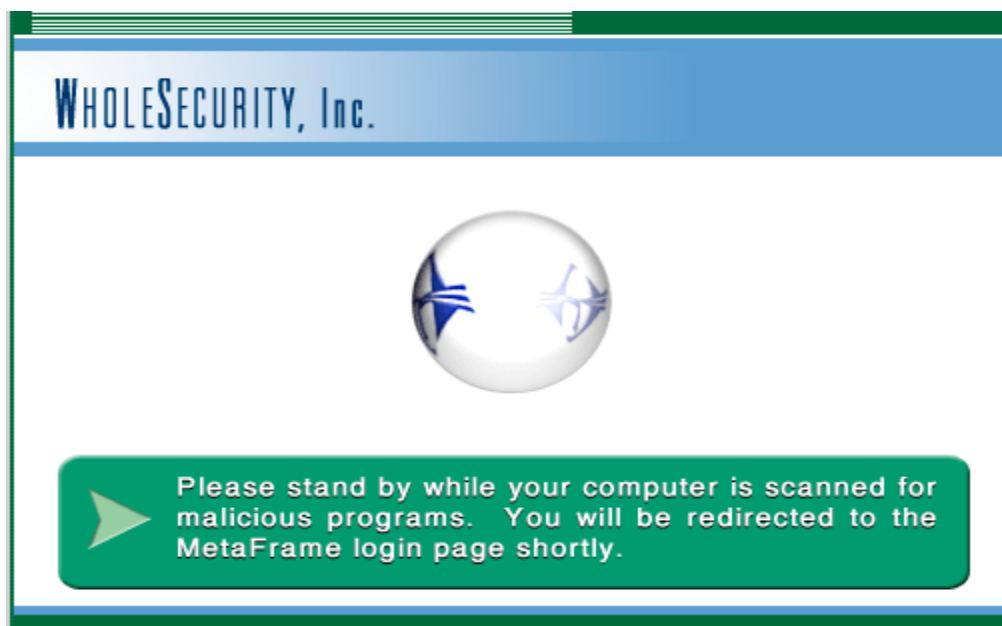 WHOLESECURITY, Inc.
Please stand by while your computer is scanned for
malicious programs. You will be redirected to the
MetaFrame login page shortly.